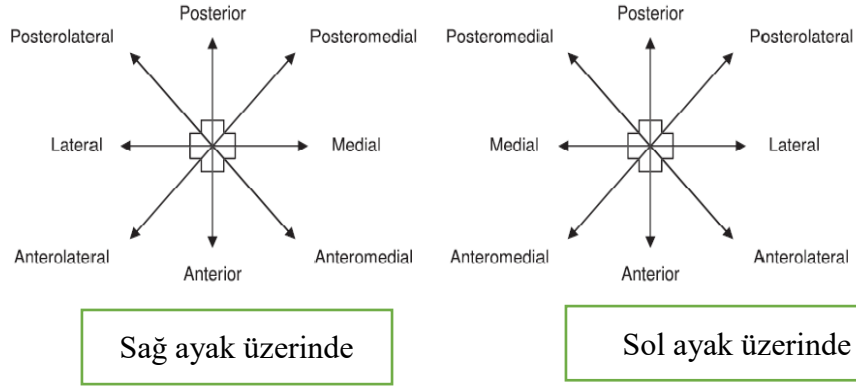 Posterior
Posterolateral
Posteromedial
Lateral
Medial
Anterolateral
Anteromedial
Anterior
Sağ ayak üzerinde
Posterior
Posteromedial
Posterolateral
Medial
Lateral
Anteromedial
Anterolateral
Anterior
Sol ayak üzerinde